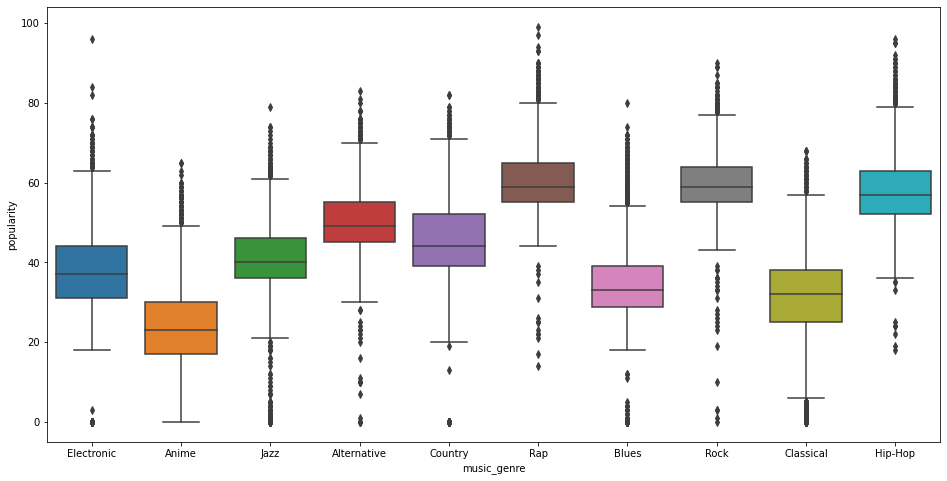 popularity
100
80
60
40
20
0
Electronic Anime Jazz Alternative Country Rap Blues Rock Classical Hip-Hop
music_genre